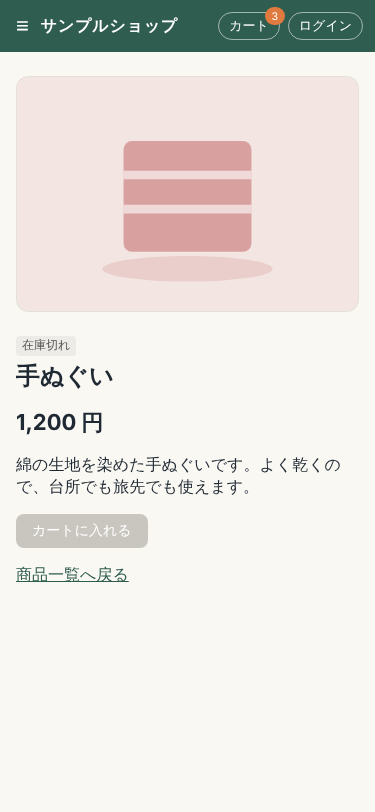 ≡ サンプルショップ カート 3 ログイン
在庫切れ
手ぬぐい
1,200 円
綿の生地を染めた手ぬぐいです。よく乾くの
で、台所でも旅先でも使えます。
カートに入れる
商品一覧へ戻る